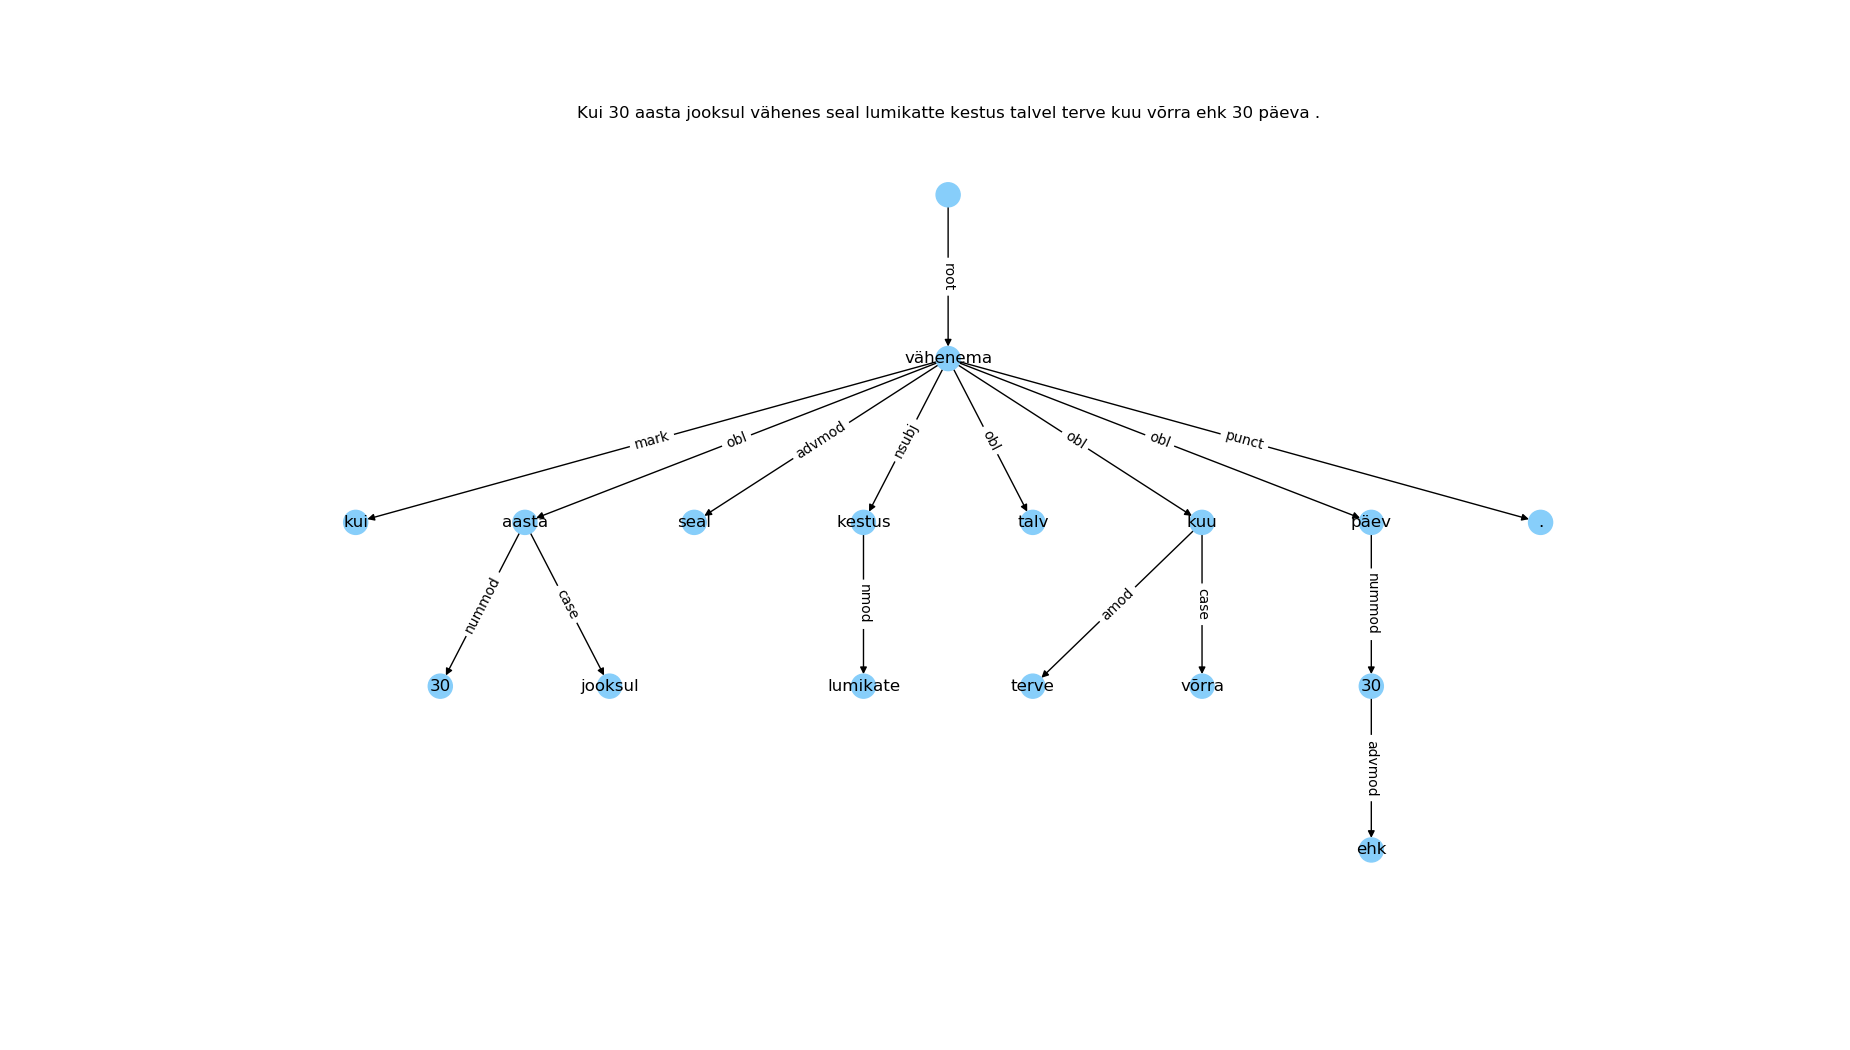 Kui 30 aasta jooksul vähenes seal lumikatte kestus talvel terve kuu võrra ehk 30 päeva .
root
vähenema
mark obl advmod nsubj obl obl obl punct
kui aasta seal kestus talv kuu päev .
nummod case nmod amod case nummod
30 jooksul lumikate terve võrra 30
advmod
ehk